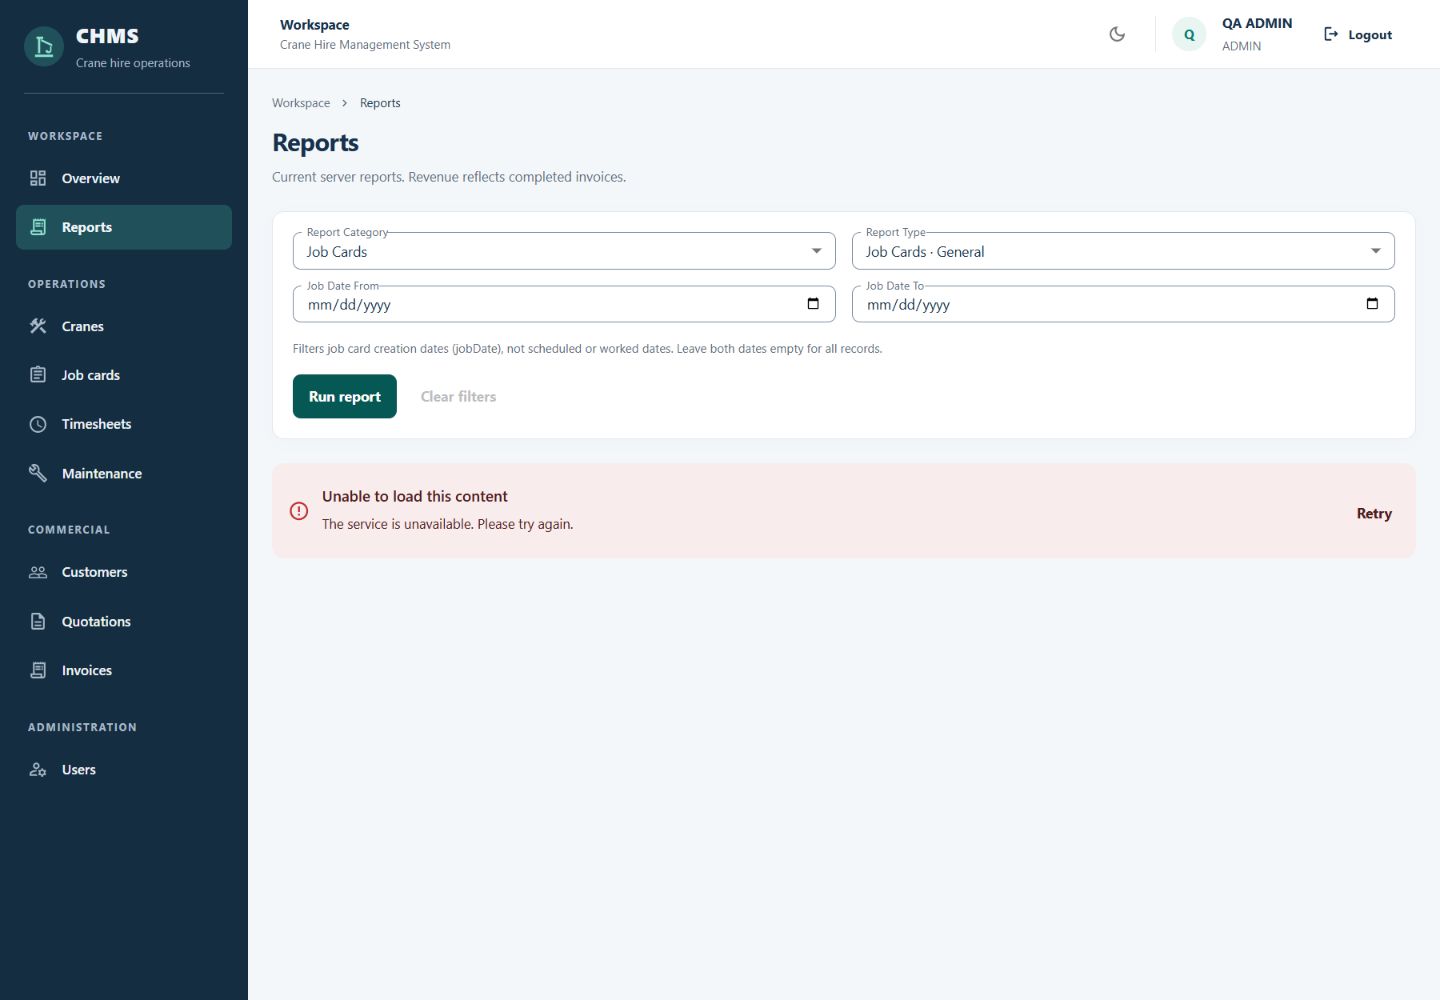 CHMS
Crane hire operations
WORKSPACE
Overview
Reports
OPERATIONS
Cranes
Job cards
Timesheets
Maintenance
COMMERCIAL
Customers
Quotations
Invoices
ADMINISTRATION
Users
Workspace
Crane Hire Management System
Q
QA ADMIN
ADMIN
Logout
Workspace > Reports
Reports
Current server reports. Revenue reflects completed invoices.
Report Category
Job Cards
Report Type
Job Cards · General
Job Date From
mm/dd/yyyy
Job Date To
mm/dd/yyyy
Filters job card creation dates (jobDate), not scheduled or worked dates. Leave both dates empty for all records.
Run report
Clear filters
Unable to load this content
The service is unavailable. Please try again.
Retry